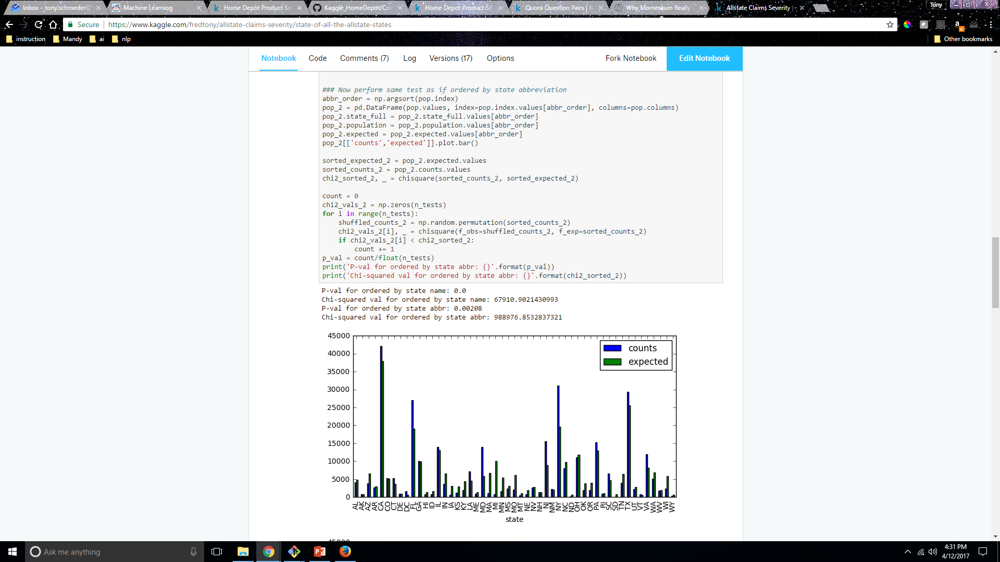 Inbox – tony.schroeder@
Machine Learning
Home Depot Product Se
Kaggle_HomeDepot/Co
Home Depot Product Se
Quora Question Pairs | K
Why Momentum Really
Allstate Claims Severity |
Tony
Secure
https://www.kaggle.com/fredtony/allstate-claims-severity/state-of-all-the-allstate-states
instruction
Mandy
ai
nlp
Other bookmarks
Notebook
Code
Comments (7)
Log
Versions (17)
Options
Fork Notebook
Edit Notebook
### Now perform same test as if ordered by state abbreviation
abbr_order = np.argsort(pop.index)
pop_2 = pd.DataFrame(pop.values, index=pop.index.values[abbr_order], columns=pop.columns)
pop_2.state_full = pop_2.state_full.values[abbr_order]
pop_2.population = pop_2.population.values[abbr_order]
pop_2.expected = pop_2.expected.values[abbr_order]
pop_2[['counts','expected']].plot.bar()
sorted_expected_2 = pop_2.expected.values
sorted_counts_2 = pop_2.counts.values
chi2_sorted_2, _ = chisquare(sorted_counts_2, sorted_expected_2)
count = 0
chi2_vals_2 = np.zeros(n_tests)
for i in range(n_tests):
    shuffled_counts_2 = np.random.permutation(sorted_counts_2)
    chi2_vals_2[i], _ = chisquare(f_obs=shuffled_counts_2, f_exp=sorted_counts_2)
    if chi2_vals_2[i] < chi2_sorted_2:
        count += 1
p_val = count/float(n_tests)
print('P-val for ordered by state abbr: {}'.format(p_val))
print('Chi-squared val for ordered by state abbr: {}'.format(chi2_sorted_2))
P-val for ordered by state name: 0.0
Chi-squared val for ordered by state name: 67910.9021430993
P-val for ordered by state abbr: 0.00208
Chi-squared val for ordered by state abbr: 988976.8532837321
45000
40000
35000
30000
25000
20000
15000
10000
5000
0
counts
expected
AL AK AZ AR CA CO CT DE DC FL GA HI ID IL IN IA KS KY LA ME MD MA MI MN MS MO MT NE NV NH NJ NM NY NC ND OH OK OR PA RI SC SD TN TX UT VT VA WA WV WI WY
state
Ask me anything
4:31 PM
4/12/2017